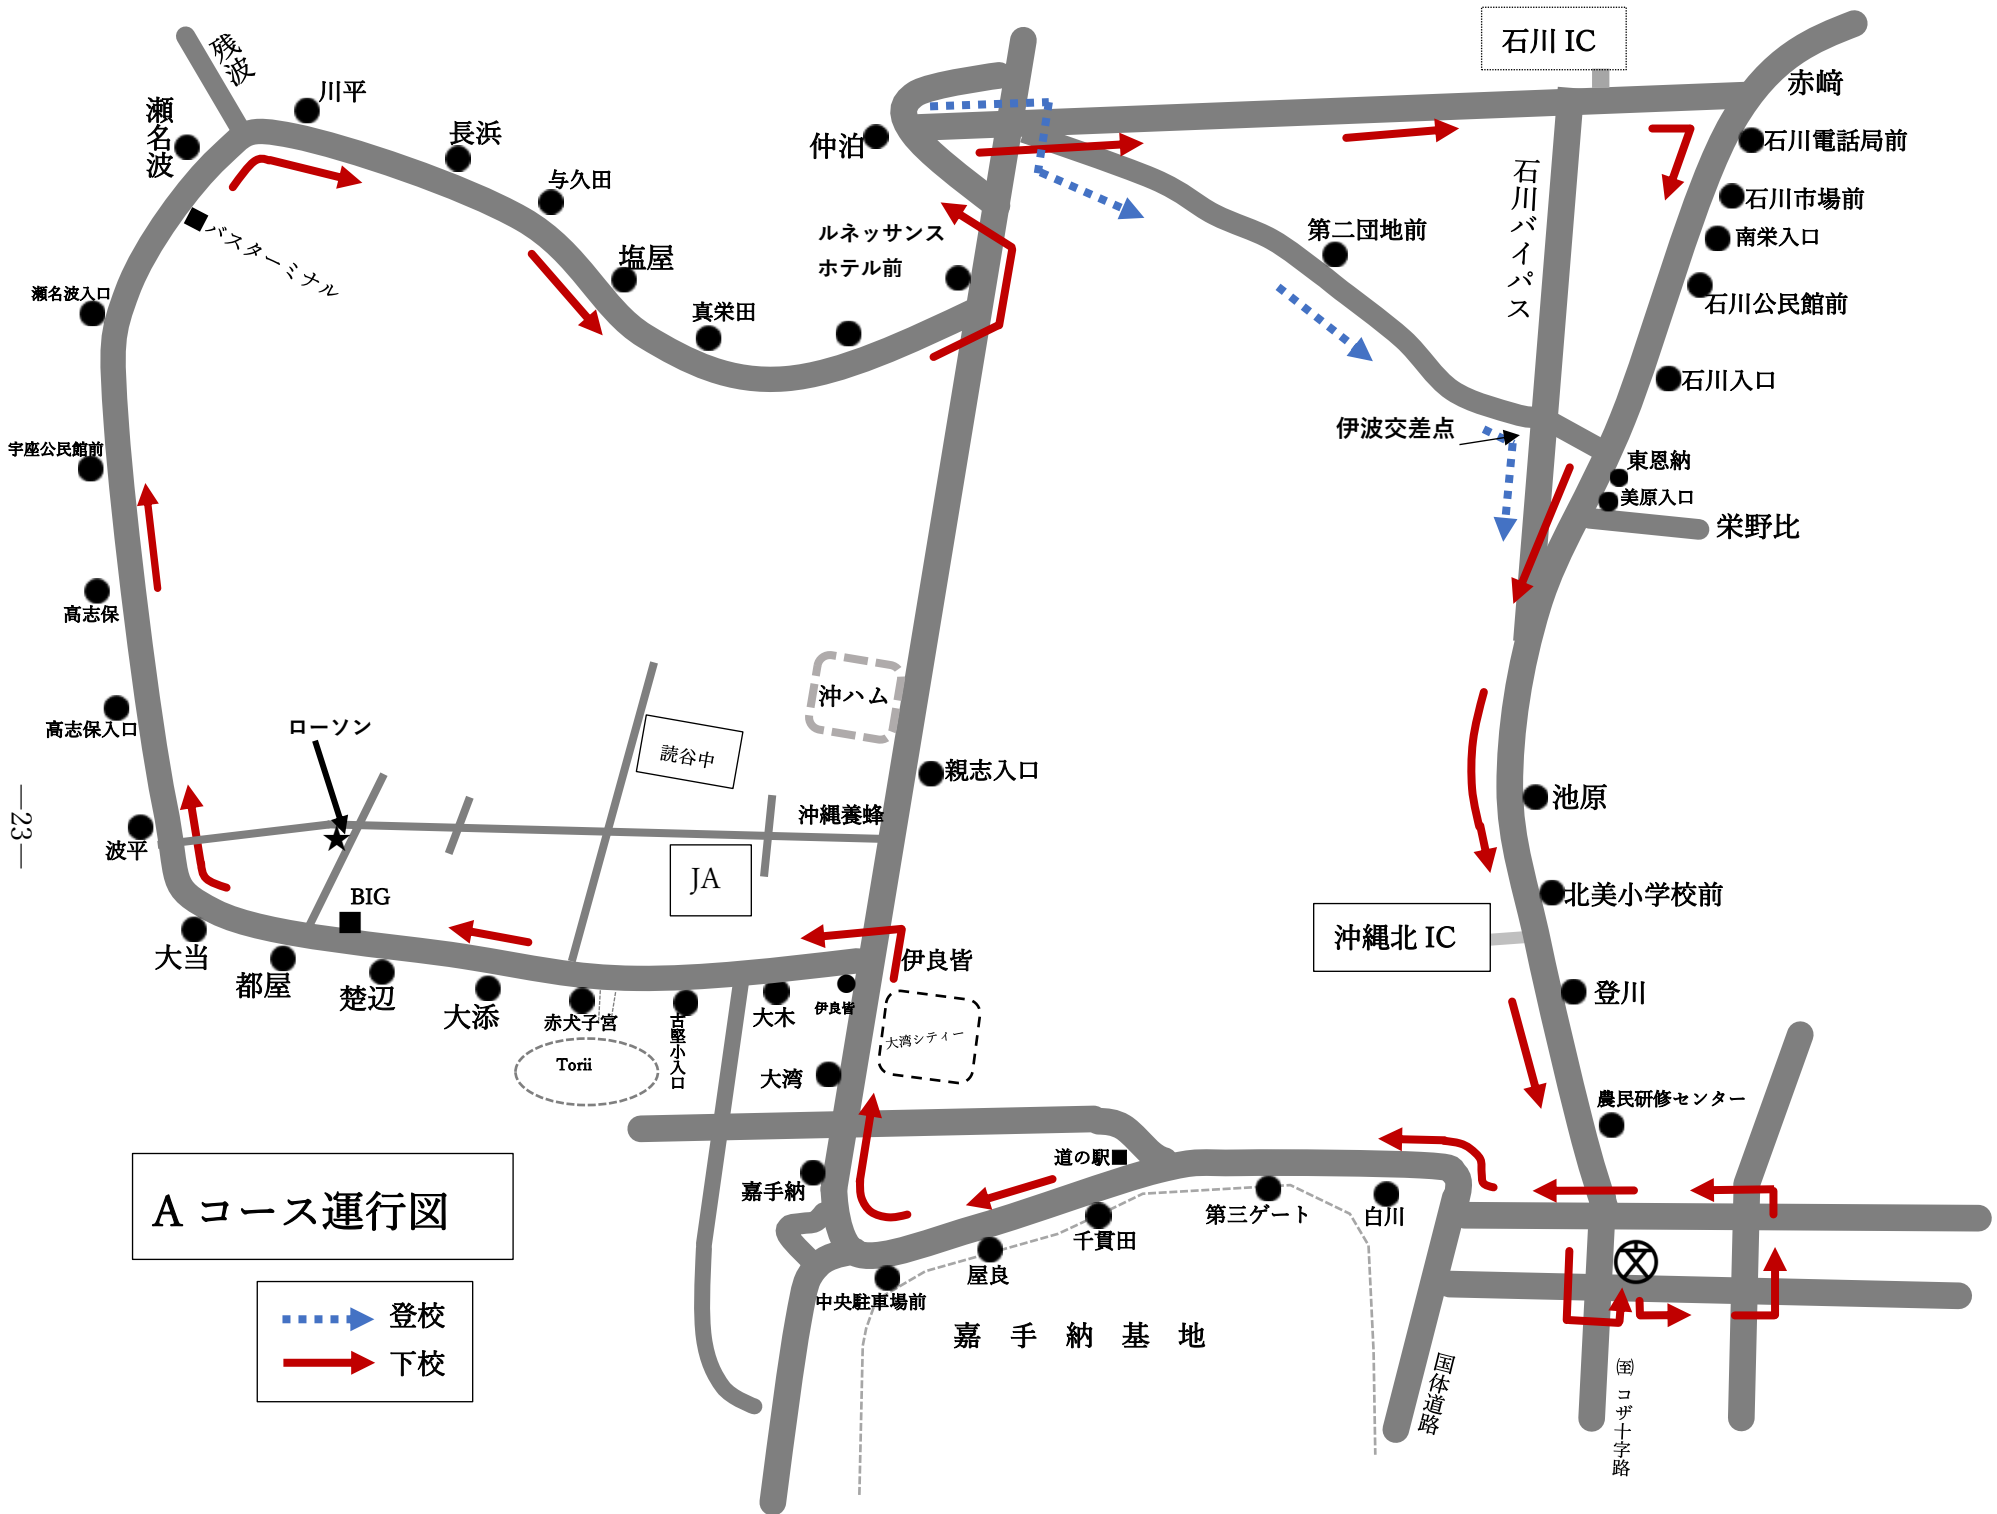 残波
川平
瀬名波
長浜
与久田
塩屋
真栄田
バスターミナル
瀬名波入口
宇座公民館前
高志保
高志保入口
波平
ローソン
BIG
大当
都屋
楚辺
大添
赤犬子宮
古堅小入口
大木
伊良皆
伊良皆
Torii
読谷中
JA
沖縄養蜂
沖ハム
親志入口
大湾シティー
大湾
嘉手納
仲泊
ルネッサンス
ホテル前
石川 IC
赤﨑
石川電話局前
石川市場前
南栄入口
石川公民館前
石川入口
石川バイパス
第二団地前
伊波交差点
東恩納
美原入口
栄野比
池原
北美小学校前
沖縄北 IC
登川
農民研修センター
道の駅■
第三ゲート
白川
千貫田
屋良
中央駐車場前
嘉 手 納 基 地
国体道路
㊢ コザ十字路
A コース運行図
登校
下校
―23―